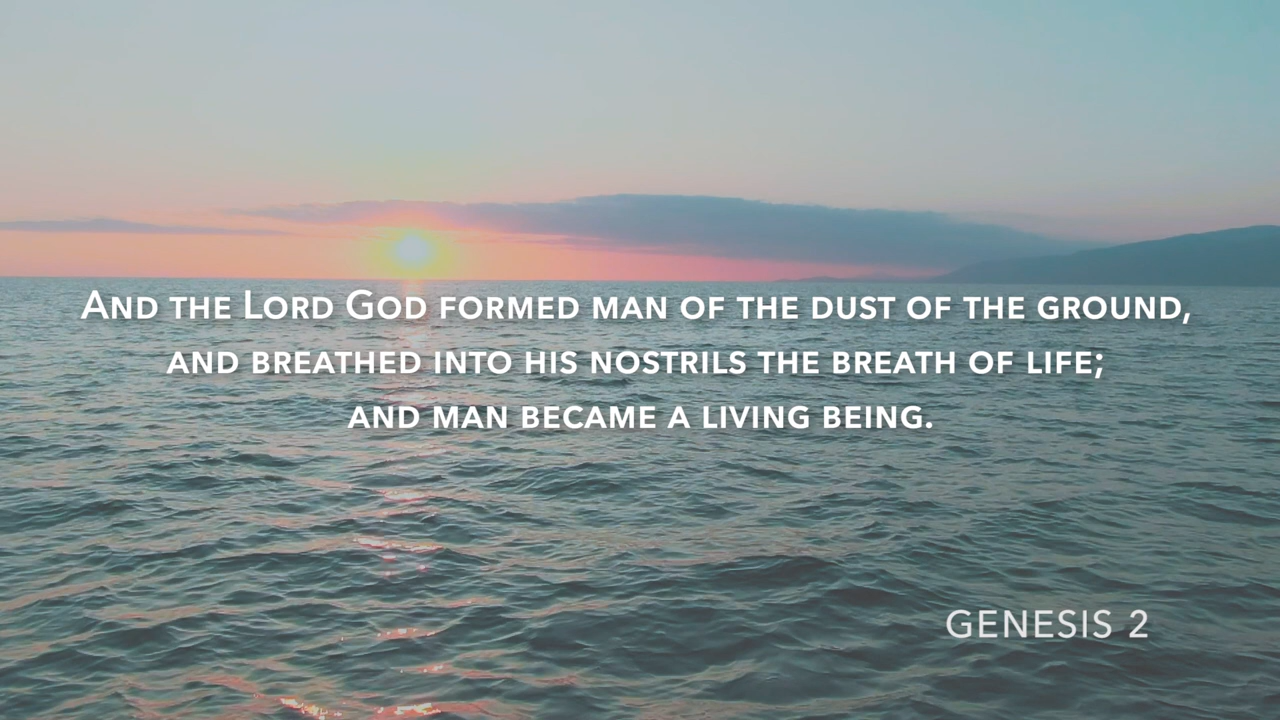 And the Lord God formed man of the dust of the ground,
and breathed into his nostrils the breath of life;
and man became a living being.
GENESIS 2